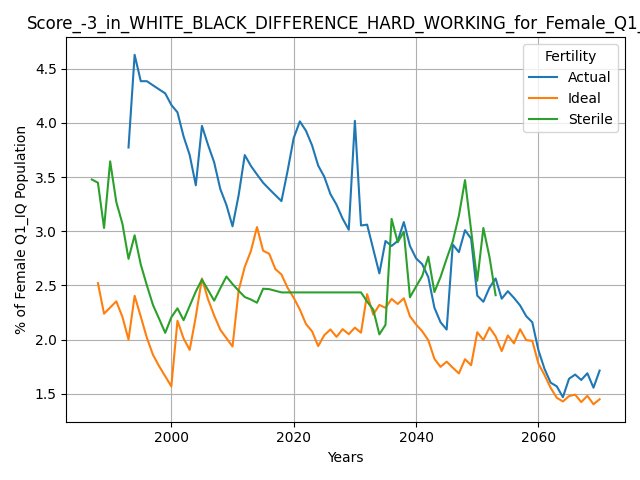 Score_-3_in_WHITE_BLACK_DIFFERENCE_HARD_WORKING_for_Female_Q1_
Fertility
Actual
Ideal
Sterile
% of Female Q1_IQ Population
4.5
4.0
3.5
3.0
2.5
2.0
1.5
2000
2020
2040
2060
Years